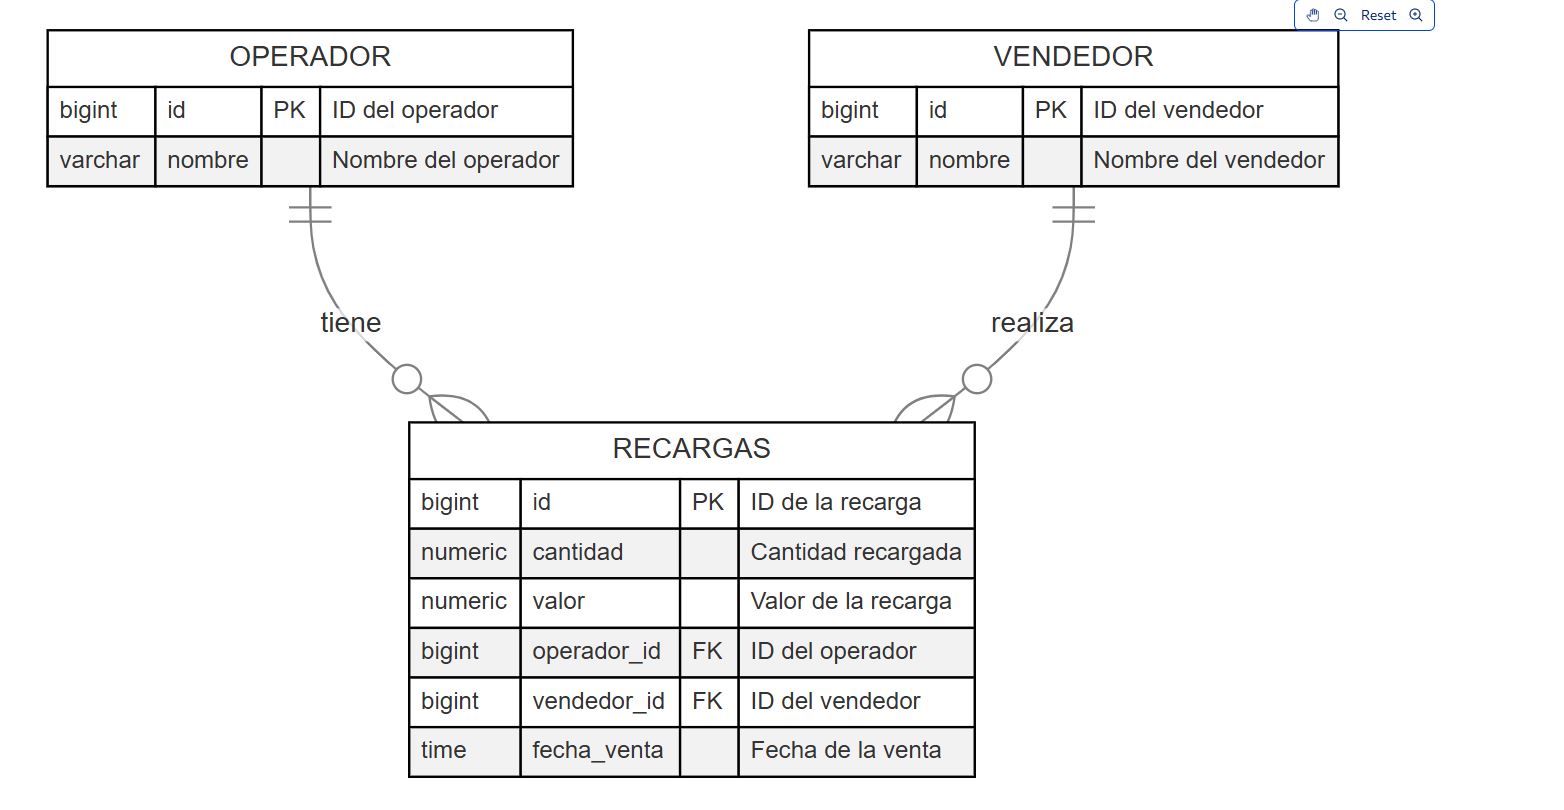 Reset
OPERADOR
bigint id PK ID del operador
varchar nombre Nombre del operador
VENDEDOR
bigint id PK ID del vendedor
varchar nombre Nombre del vendedor
tiene
realiza
RECARGAS
bigint id PK ID de la recarga
numeric cantidad Cantidad recargada
numeric valor Valor de la recarga
bigint operador_id FK ID del operador
bigint vendedor_id FK ID del vendedor
time fecha_venta Fecha de la venta